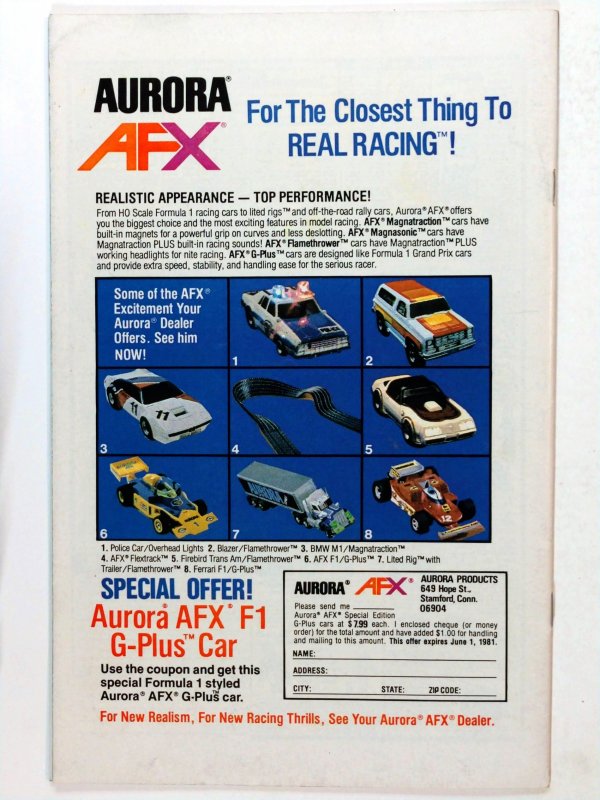 AURORA®
AFX®
For The Closest Thing To
REAL RACING™!
REALISTIC APPEARANCE — TOP PERFORMANCE!
From HO Scale Formula 1 racing cars to lited rigs™ and off-the-road rally cars, Aurora® AFX® offers
you the biggest choice and the most exciting features in model racing. AFX® Magnatraction™ cars have
built-in magnets for a powerful grip on curves and less deslotting. AFX® Magnasonic™ cars have
Magnatraction PLUS built-in racing sounds! AFX® Flamethrower™ cars have Magnatraction™ PLUS
working headlights for nite racing. AFX® G-Plus™ cars are designed like Formula 1 Grand Prix cars
and provide extra speed, stability, and handling ease for the serious racer.
Some of the AFX®
Excitement Your
Aurora® Dealer
Offers. See him
NOW!
1
2
3
11
11
4
5
6
7
AURORA
8
12
1. Police Car/Overhead Lights 2. Blazer/Flamethrower™ 3. BMW M1/Magnatraction™
4. AFX® Flextrack™ 5. Firebird Trans Am/Flamethrower™ 6. AFX F1/G-Plus™ 7. Lited Rig™ with
Trailer/Flamethrower™ 8. Ferrari F1/G-Plus™
SPECIAL OFFER!
Aurora® AFX® F1
G-Plus™ Car
Use the coupon and get this
special Formula 1 styled
Aurora® AFX® G-Plus™ car.
AURORA® AFX®
AURORA PRODUCTS
649 Hope St.,
Stamford, Conn.
06904
Please send me
Aurora® AFX® Special Edition
G-Plus cars at $7.99 each. I enclosed cheque (or money
order) for the total amount and have added $1.00 for handling
and mailing to this amount. This offer expires June 1, 1981.
NAME:
ADDRESS:
CITY: STATE: ZIP CODE:
For New Realism, For New Racing Thrills, See Your Aurora® AFX® Dealer.